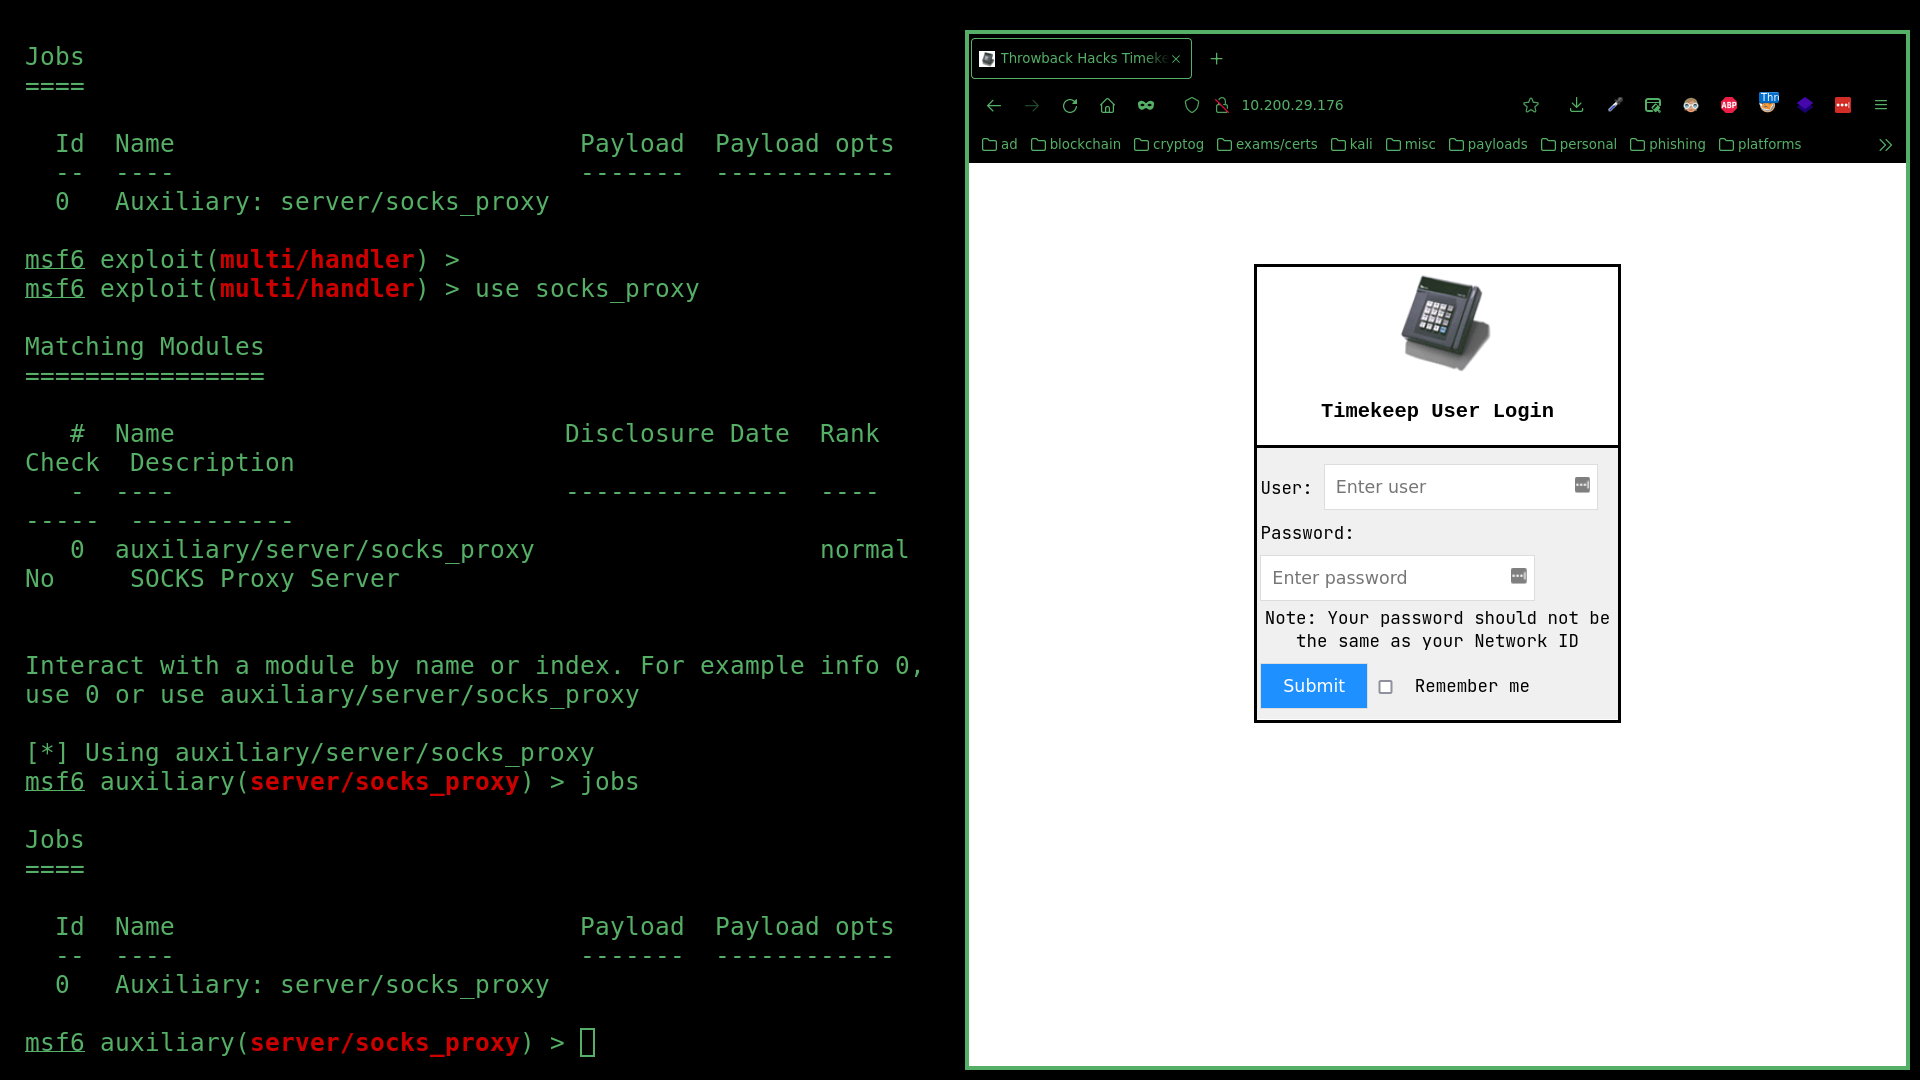 Jobs
====
Id  Name                           Payload  Payload opts
--  ----                           -------  ------------
0   Auxiliary: server/socks_proxy
msf6 exploit(multi/handler) >
msf6 exploit(multi/handler) > use socks_proxy
Matching Modules
================
#  Name                          Disclosure Date  Rank
Check  Description
-  ----                          ---------------  ----
-----  -----------
0  auxiliary/server/socks_proxy                   normal
No     SOCKS Proxy Server
Interact with a module by name or index. For example info 0,
use 0 or use auxiliary/server/socks_proxy
[*] Using auxiliary/server/socks_proxy
msf6 auxiliary(server/socks_proxy) > jobs
Jobs
====
Id  Name                           Payload  Payload opts
--  ----                           -------  ------------
0   Auxiliary: server/socks_proxy
msf6 auxiliary(server/socks_proxy) >
Throwback Hacks Timeke
10.200.29.176
ABP
Thr
ad blockchain cryptog exams/certs kali misc payloads personal phishing platforms
Timekeep User Login
User: Enter user
Password:
Enter password
Note: Your password should not be
the same as your Network ID
Submit Remember me